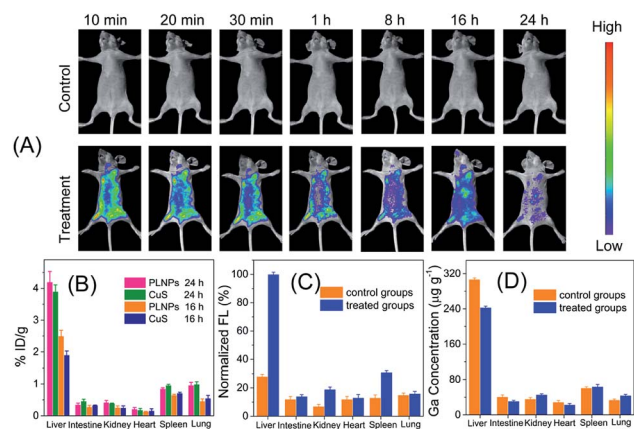 10 min 20 min 30 min 1 h 8 h 16 h 24 h
High
Control
(A)
Treatment
Low
(B)
PLNPs 24 h
CuS 24 h
PLNPs 16 h
CuS 16 h
% ID/g
4
3
2
1
0
Liver Intestine Kidney Heart Spleen Lung
(C)
control groups
treated groups
Normalized FL (%)
100
80
60
40
20
0
Liver Intestine Kidney Heart Spleen Lung
(D)
control groups
treated groups
Ga Concentration (µg g⁻¹)
360
240
120
0
Liver Intestine Kidney Heart Spleen Lung